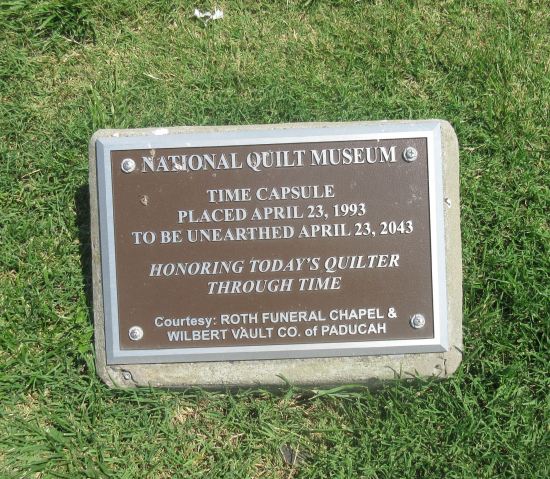 NATIONAL QUILT MUSEUM
TIME CAPSULE
PLACED APRIL 23, 1993
TO BE UNEARTHED APRIL 23, 2043
HONORING TODAY'S QUILTER
THROUGH TIME
Courtesy: ROTH FUNERAL CHAPEL &
WILBERT VAULT CO. of PADUCAH